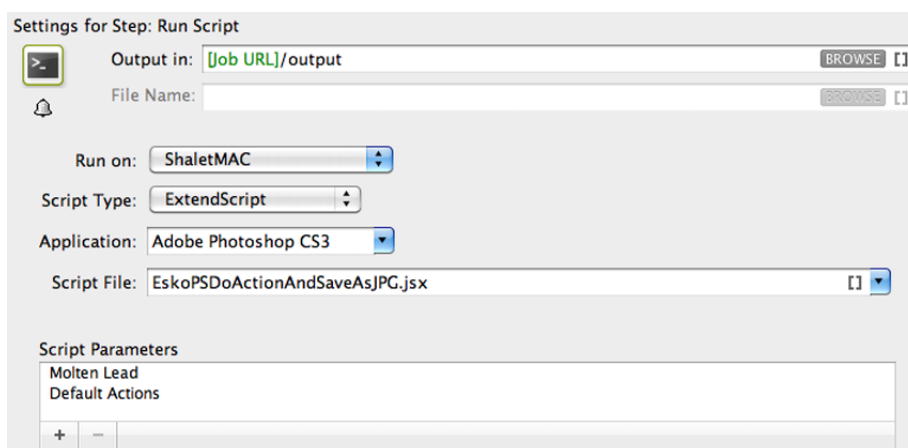 Settings for Step: Run Script
Output in: [Job URL]/output BROWSE []
File Name: BROWSE []
Run on: ShaletMAC
Script Type: ExtendScript
Application: Adobe Photoshop CS3
Script File: EskoPSDoActionAndSaveAsJPG.jsx []
Script Parameters
Molten Lead
Default Actions
+ −